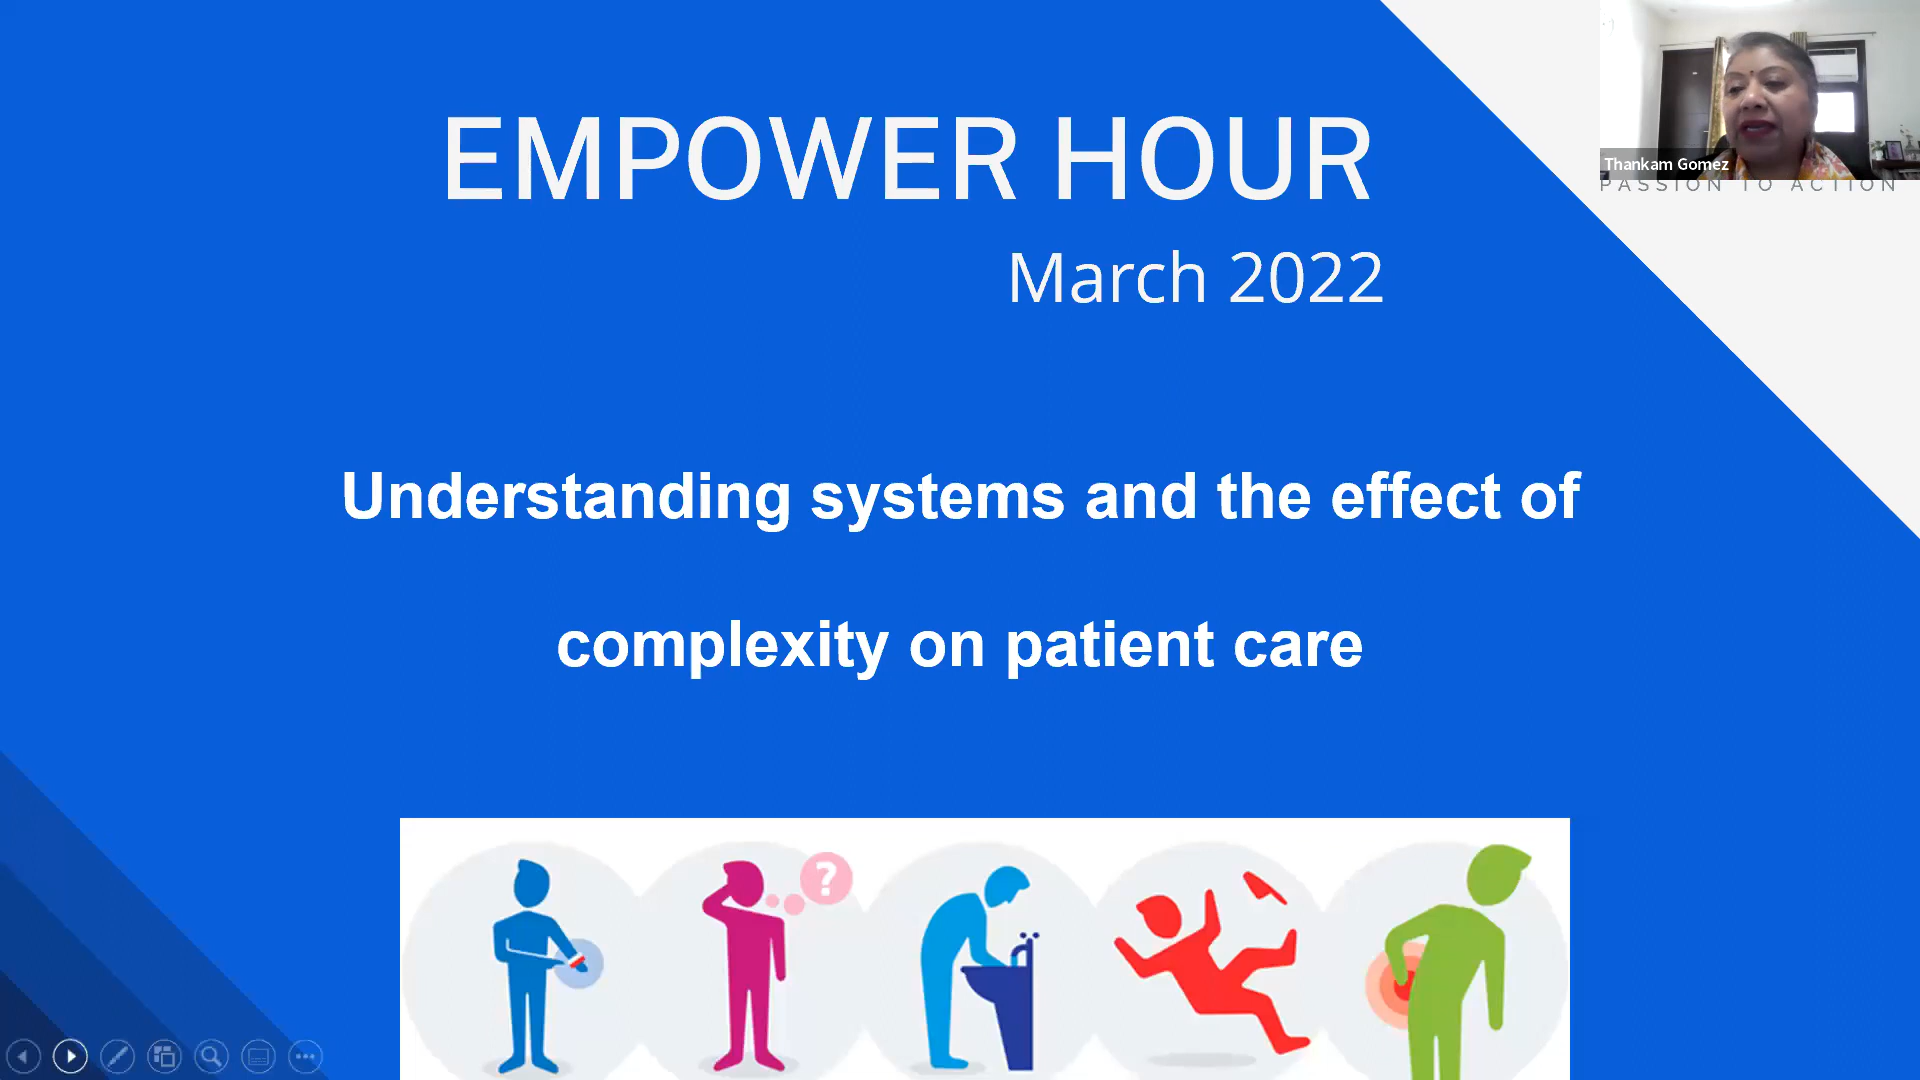 EMPOWER HOUR
March 2022
Thankam Gomez
PASSION TO ACTION
Understanding systems and the effect of
complexity on patient care
?